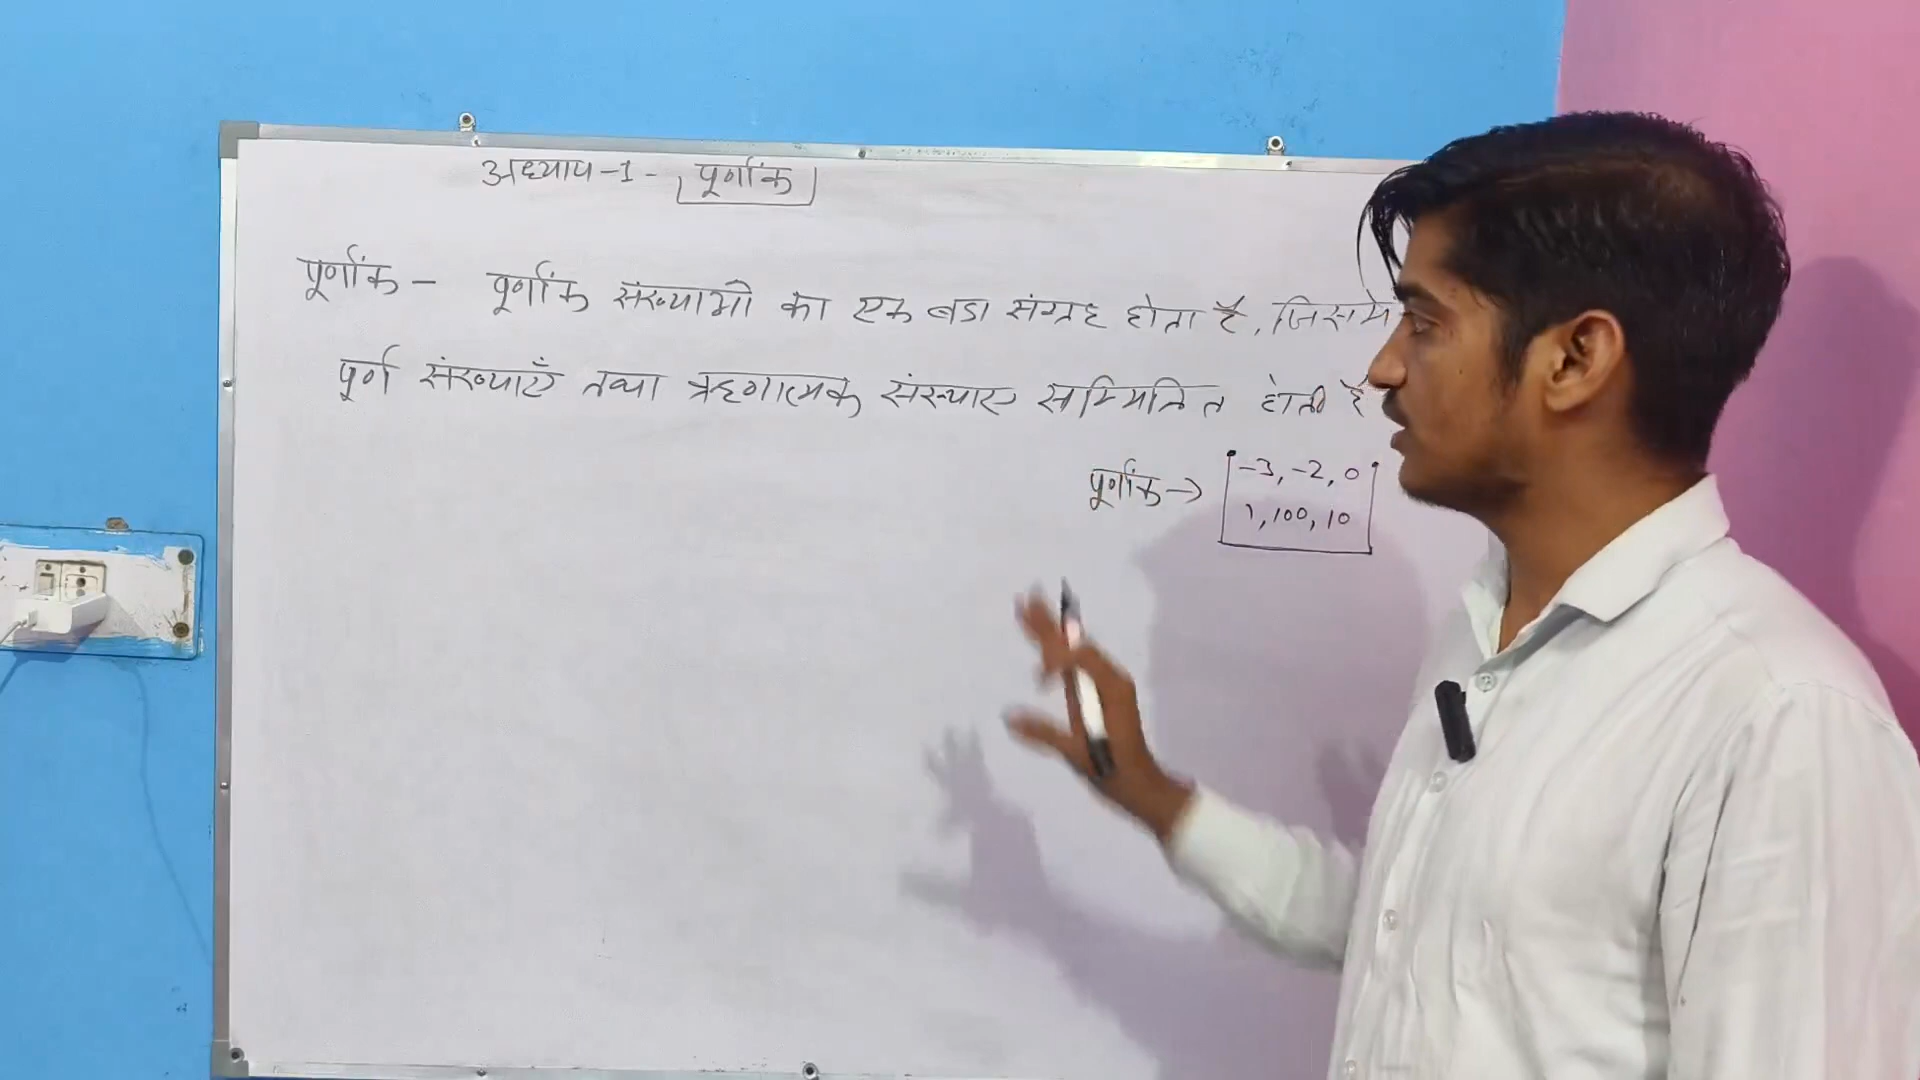 अध्याय-1- पूर्णांक
पूर्णांक - पूर्णांक संख्याओ का एक बडा संग्रह होता है, जिसमे
पूर्ण संख्याएँ तथा ऋणात्मक संख्याए सम्मिलित होती है
पूर्णांक→ -3, -2, 0
1, 100, 10